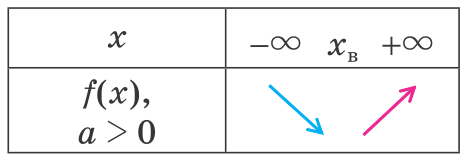 x −∞ xв +∞
f(x),
a > 0